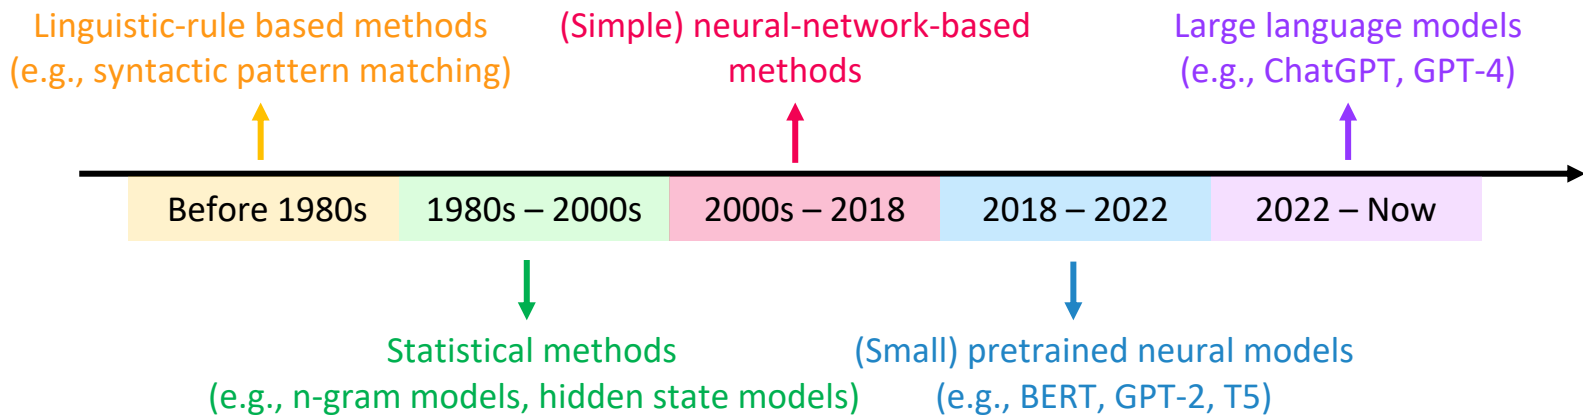 Linguistic-rule based methods
(e.g., syntactic pattern matching)
(Simple) neural-network-based
methods
Large language models
(e.g., ChatGPT, GPT-4)
Before 1980s
1980s – 2000s
2000s – 2018
2018 – 2022
2022 – Now
Statistical methods
(e.g., n-gram models, hidden state models)
(Small) pretrained neural models
(e.g., BERT, GPT-2, T5)